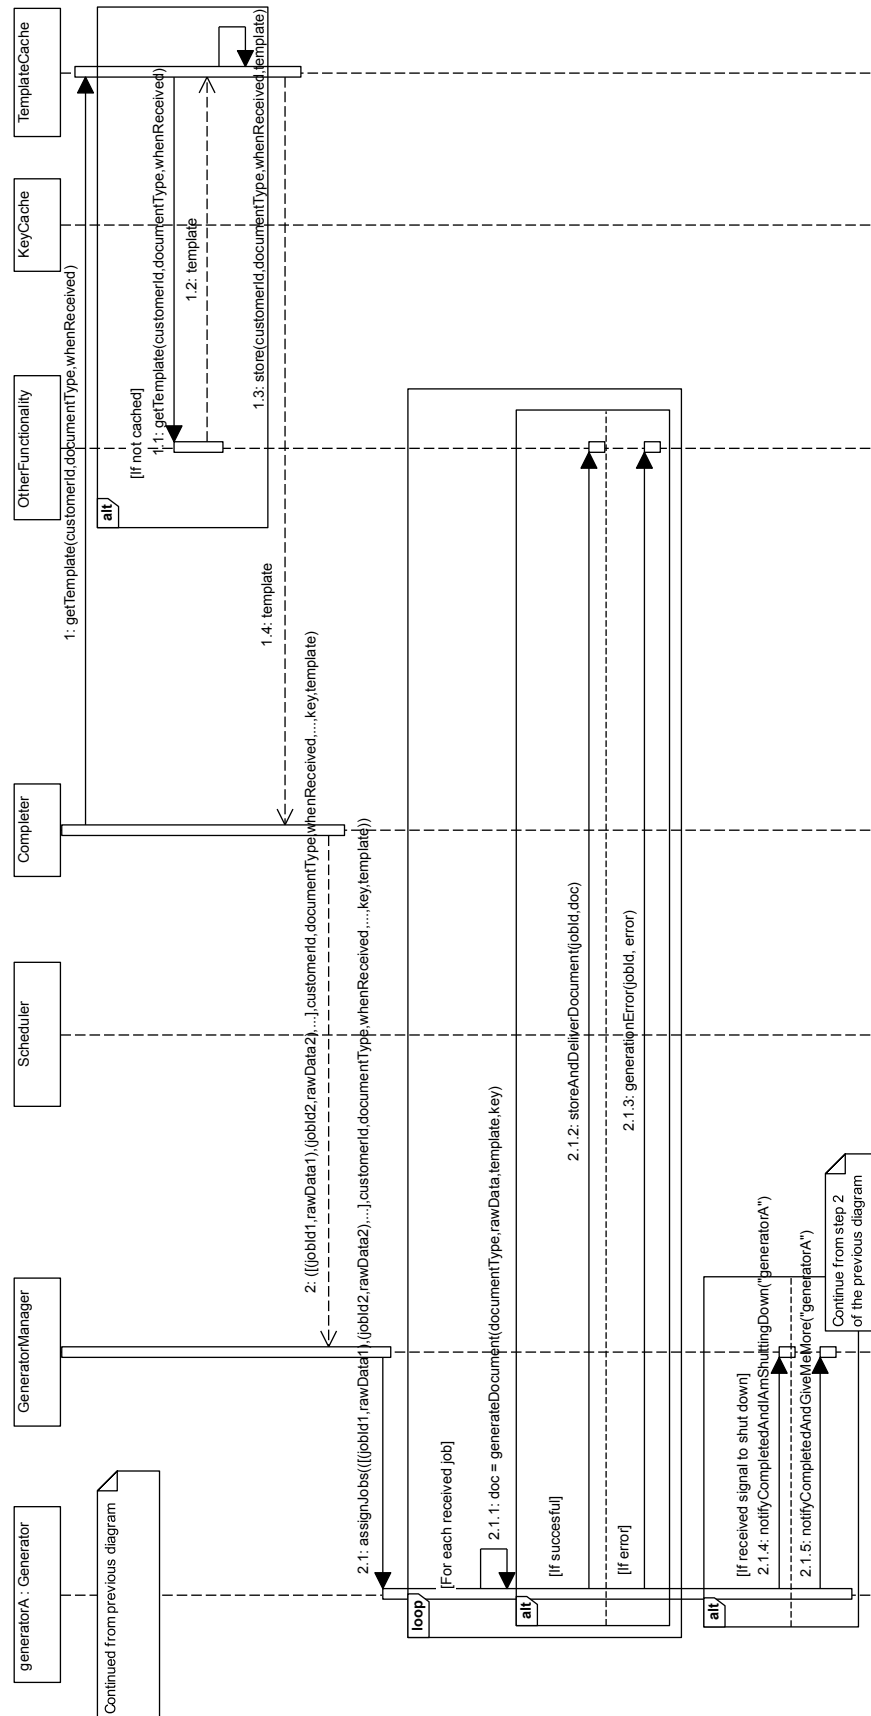 generatorA : Generator
GeneratorManager
Scheduler
Completer
OtherFunctionality
KeyCache
TemplateCache
Continued from previous diagram
1: getTemplate(customerId,documentType,whenReceived)
alt
[If not cached]
1.1: getTemplate(customerId,documentType,whenReceived)
1.2: template
1.3: store(customerId,documentType,whenReceived,template)
1.4: template
2: ([(jobId1,rawData1),(jobId2,rawData2),...],customerId,documentType,whenReceived,...,key,template)
2.1: assignJobs(([(jobId1,rawData1),(jobId2,rawData2),...],customerId,documentType,whenReceived,...,key,template))
loop
[For each received job]
2.1.1: doc = generateDocument(documentType,rawData,template,key)
alt
[If succesful]
2.1.2: storeAndDeliverDocument(jobId,doc)
[If error]
2.1.3: generationError(jobId, error)
alt
[If received signal to shut down]
2.1.4: notifyCompletedAndIAmShuttingDown("generatorA")
2.1.5: notifyCompletedAndGiveMeMore("generatorA")
Continue from step 2
of the previous diagram